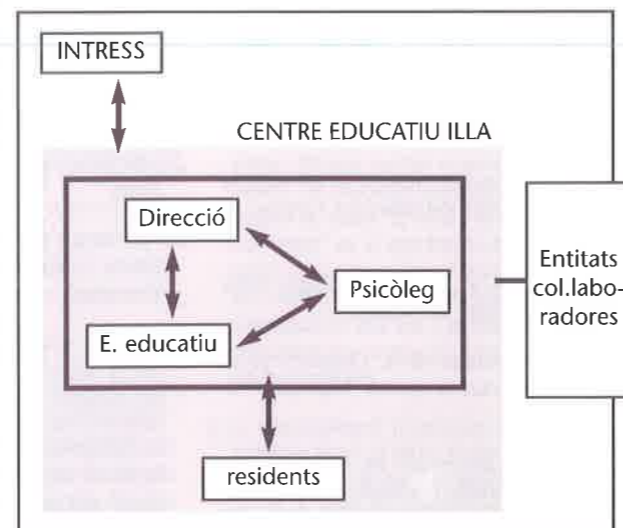 INTRESS
CENTRE EDUCATIU ILLA
Direcció
Psicòleg
E. educatiu
Entitats
col.labo-
radores
residents